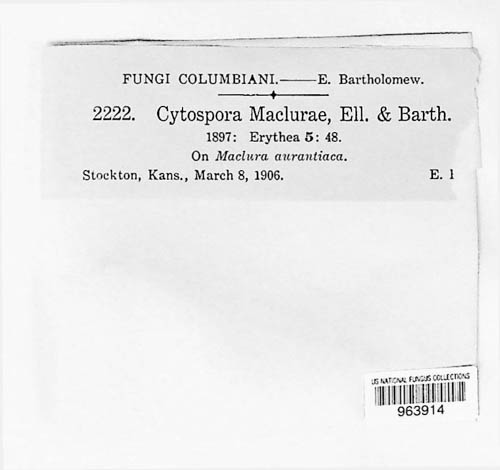 FUNGI COLUMBIANI.——E. Bartholomew.
2222. Cytospora Maclurae, Ell. & Barth.
1897: Erythea 5: 48.
On Maclura aurantiaca.
Stockton, Kans., March 8, 1906. E.
US NATIONAL FUNGUS COLLECTIONS
963914